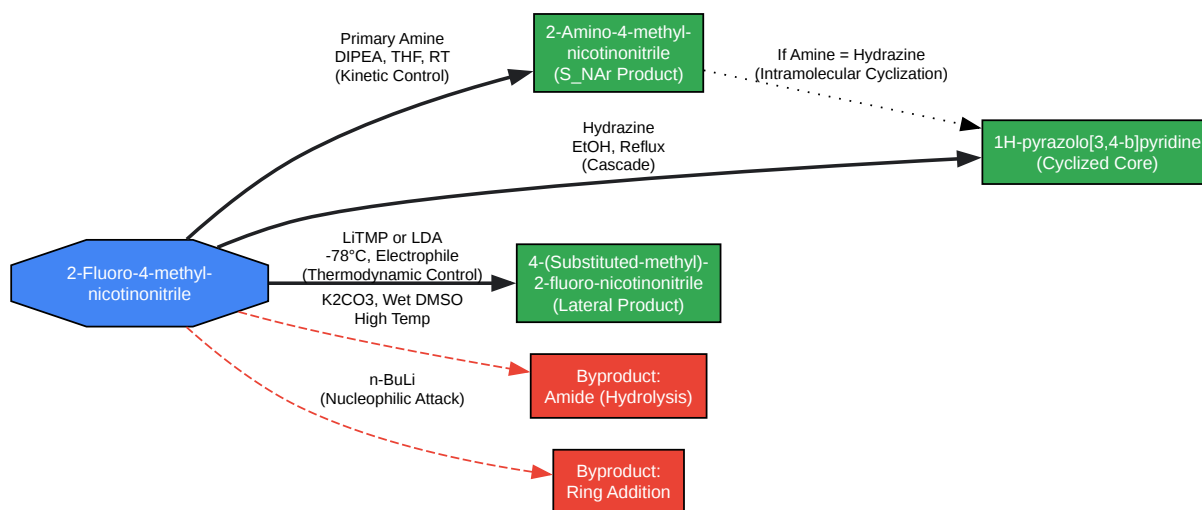 Primary Amine
DIPEA, THF, RT
(Kinetic Control)
2-Amino-4-methyl-
nicotinonitrile
(S_NAr Product)
If Amine = Hydrazine
(Intramolecular Cyclization)
Hydrazine
EtOH, Reflux
(Cascade)
1H-pyrazolo[3,4-b]pyridine
(Cyclized Core)
2-Fluoro-4-methyl-
nicotinonitrile
LiTMP or LDA
-78°C, Electrophile
(Thermodynamic Control)
4-(Substituted-methyl)-
2-fluoro-nicotinonitrile
(Lateral Product)
K2CO3, Wet DMSO
High Temp
Byproduct:
Amide (Hydrolysis)
n-BuLi
(Nucleophilic Attack)
Byproduct:
Ring Addition